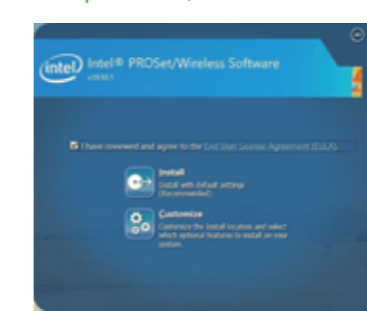 intel
Intel® PROSet/Wireless Software
I have reviewed and agree to the End User License Agreement (EULA).
Install
Install with default settings
(Recommended).
Customize
Customize the install location and select
which optional features to install on your
system.